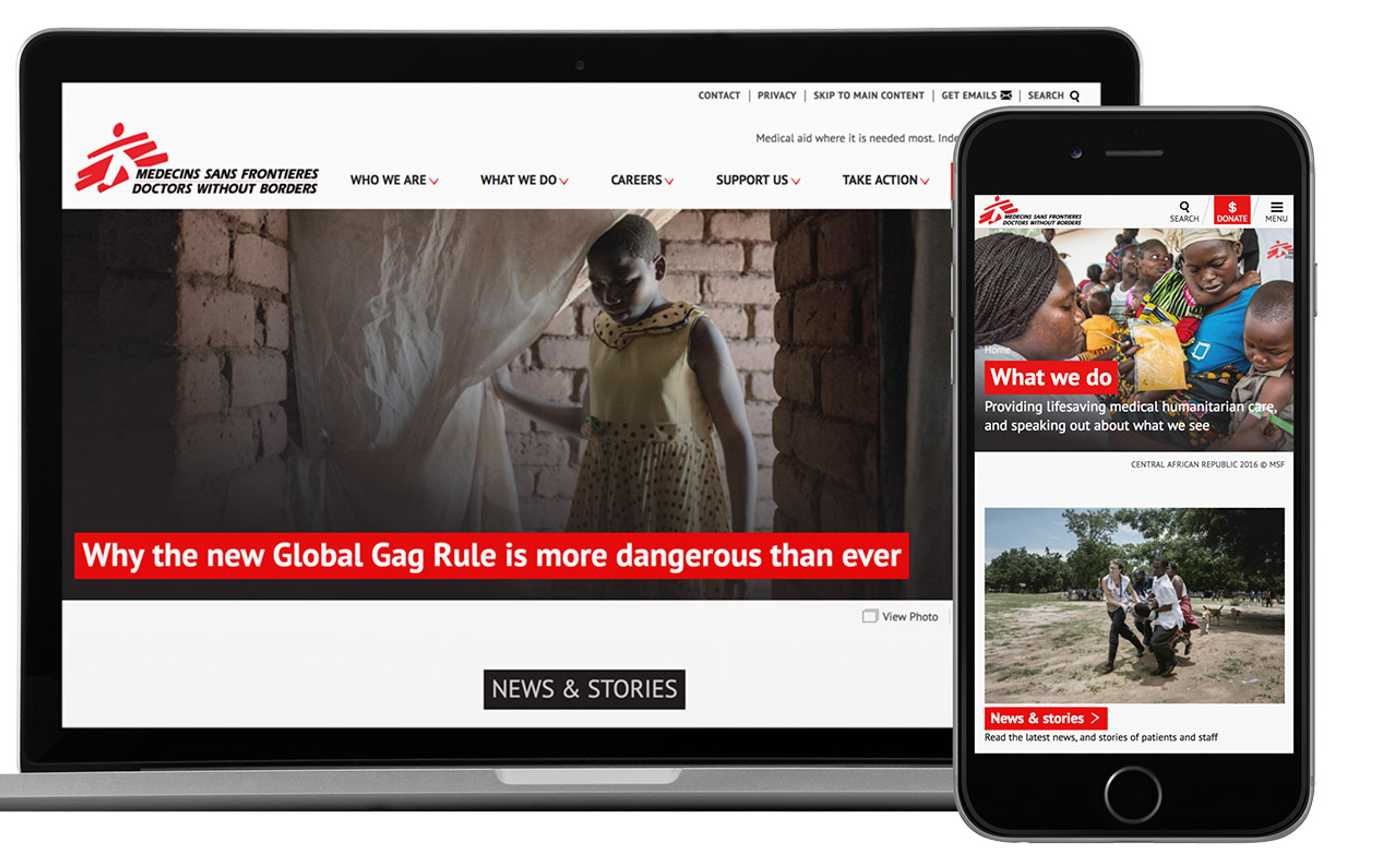 CONTACT | PRIVACY | SKIP TO MAIN CONTENT | GET EMAILS | SEARCH
Medical aid where it is needed most.
MEDECINS SANS FRONTIERES
DOCTORS WITHOUT BORDERS
WHO WE ARE
WHAT WE DO
CAREERS
SUPPORT US
TAKE ACTION
Why the new Global Gag Rule is more dangerous than ever
View Photo
NEWS & STORIES
MEDECINS SANS FRONTIERES
DOCTORS WITHOUT BORDERS
SEARCH
$
DONATE
MENU
Home
What we do
Providing lifesaving medical humanitarian care,
and speaking out about what we see
CENTRAL AFRICAN REPUBLIC 2016 © MSF
News & stories >
Read the latest news, and stories of patients and staff